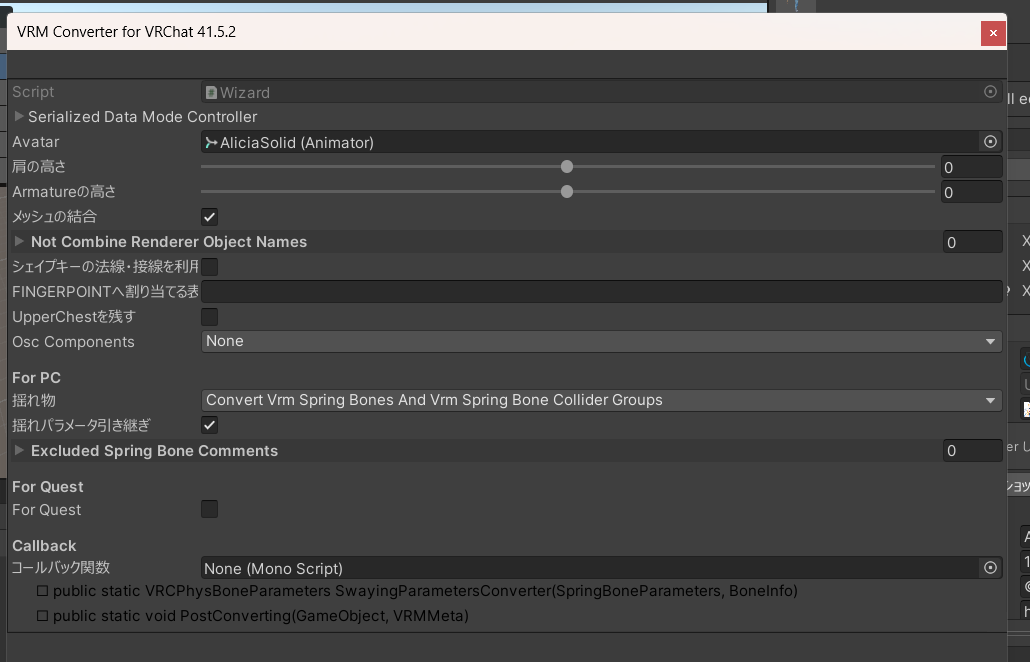 VRM Converter for VRChat 41.5.2
Script Wizard
Serialized Data Mode Controller
Avatar AliciaSolid (Animator)
肩の高さ 0
Armatureの高さ 0
メッシュの結合
Not Combine Renderer Object Names 0
シェイプキーの法線・接線を利用
FINGERPOINTへ割り当てる表
UpperChestを残す
Osc Components None
For PC
揺れ物 Convert Vrm Spring Bones And Vrm Spring Bone Collider Groups
揺れパラメータ引き継ぎ
Excluded Spring Bone Comments 0
For Quest
For Quest
Callback
コールバック関数 None (Mono Script)
☐ public static VRCPhysBoneParameters SwayingParametersConverter(SpringBoneParameters, BoneInfo)
☐ public static void PostConverting(GameObject, VRMMeta)